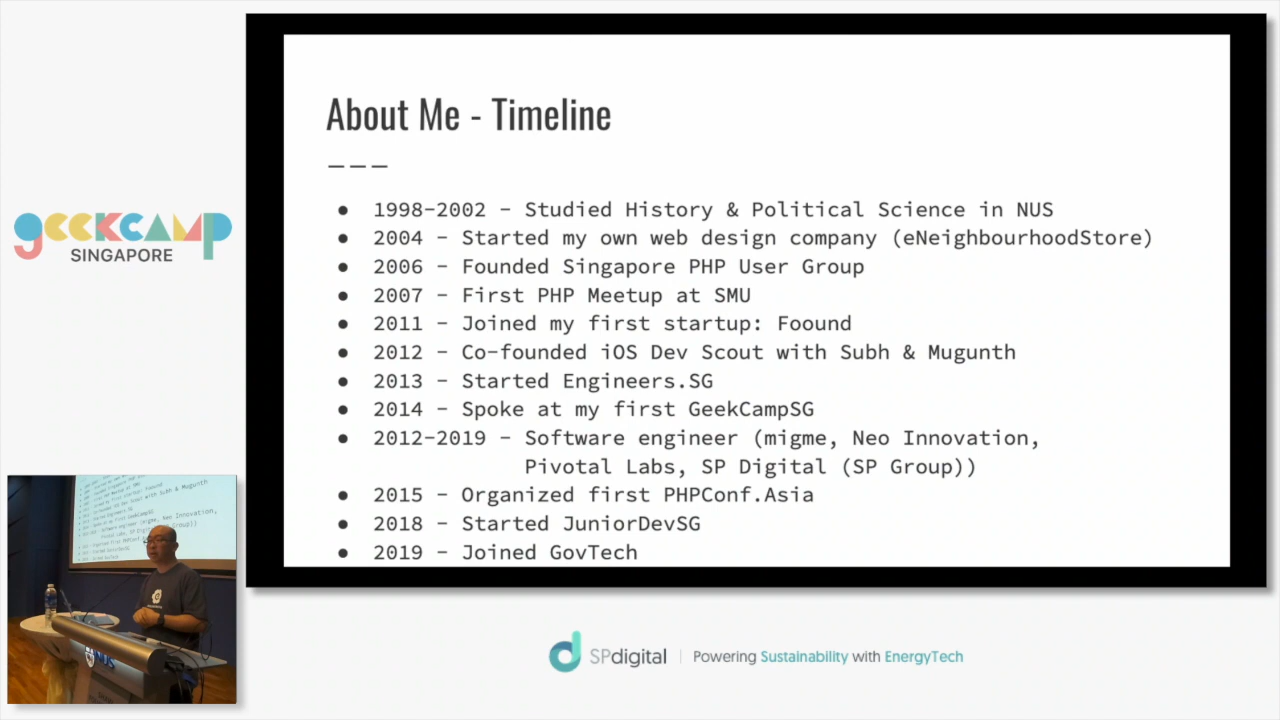 About Me - Timeline
---
● 1998-2002 - Studied History & Political Science in NUS
● 2004 - Started my own web design company (eNeighbourhoodStore)
● 2006 - Founded Singapore PHP User Group
● 2007 - First PHP Meetup at SMU
● 2011 - Joined my first startup: Foound
● 2012 - Co-founded iOS Dev Scout with Subh & Mugunth
● 2013 - Started Engineers.SG
● 2014 - Spoke at my first GeekCampSG
● 2012-2019 - Software engineer (migme, Neo Innovation,
Pivotal Labs, SP Digital (SP Group))
● 2015 - Organized first PHPConf.Asia
● 2018 - Started JuniorDevSG
● 2019 - Joined GovTech
geekcamp
SINGAPORE
NUS
SPdigital | Powering Sustainability with EnergyTech